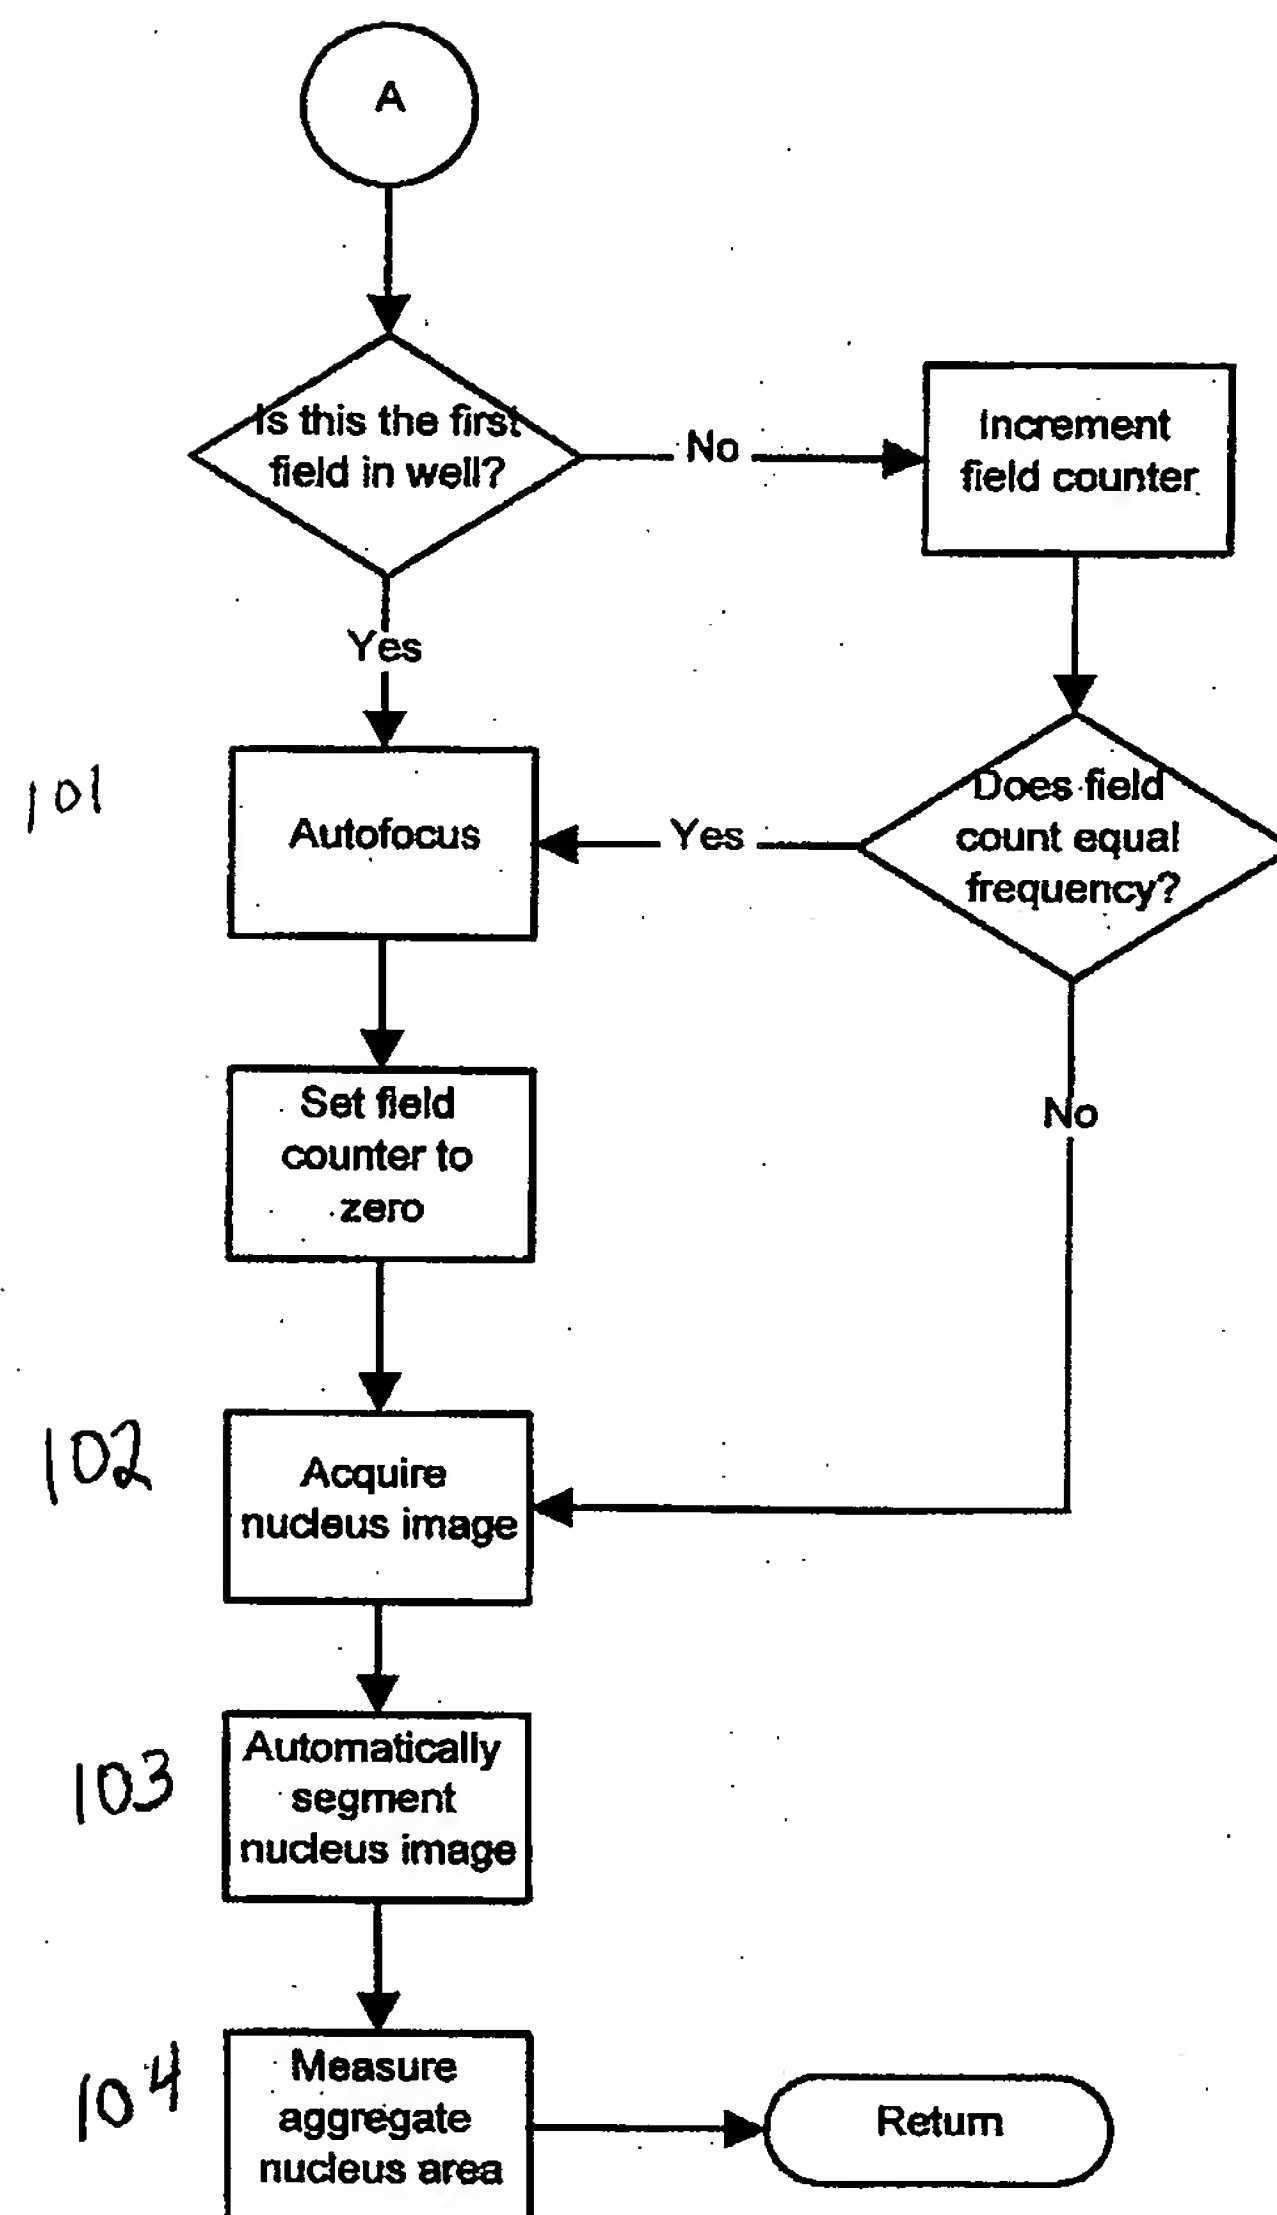 A
Is this the first
field in well?
No
Increment
field counter
Yes
101
Autofocus
Yes
Does field
count equal
frequency?
Set field
counter to
zero
No
102
Acquire
nucleus image
103
Automatically
segment
nucleus image
104
Measure
aggregate
nucleus area
Return